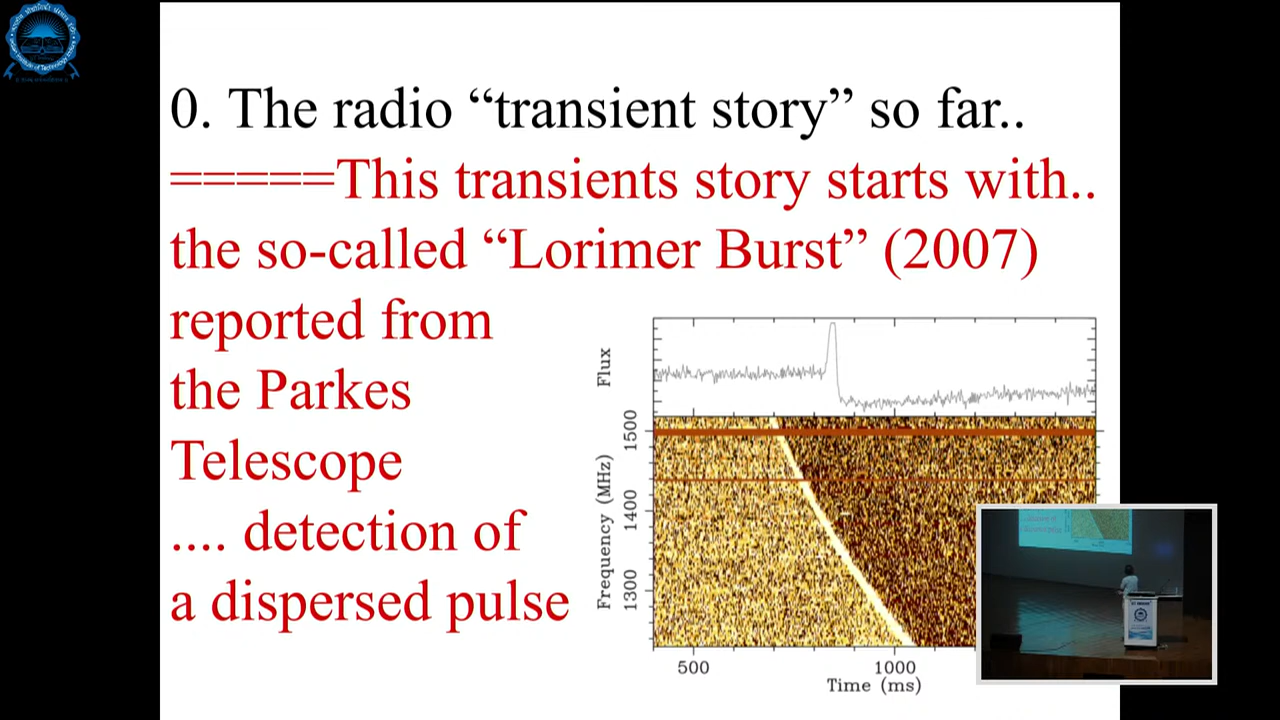 0. The radio “transient story” so far..
=====This transients story starts with..
the so-called “Lorimer Burst” (2007)
reported from
the Parkes
Telescope
.... detection of
a dispersed pulse
Flux
Frequency (MHz)
1500
1400
1300
500
1000
Time (ms)